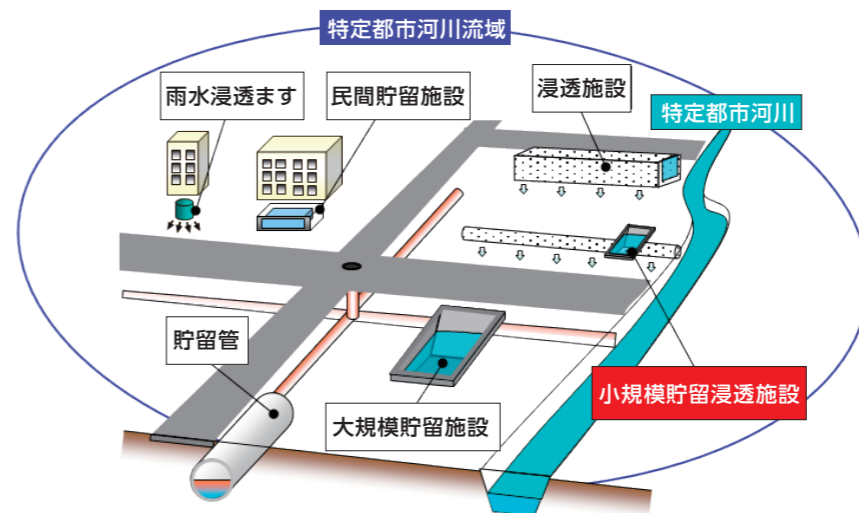 特定都市河川流域
雨水浸透ます
民間貯留施設
浸透施設
特定都市河川
貯留管
大規模貯留施設
小規模貯留浸透施設